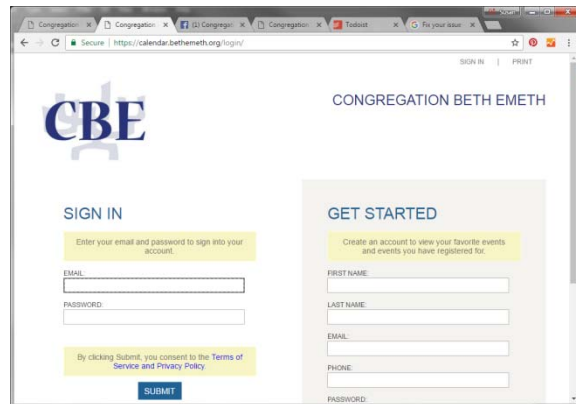 Congregation
Congregation
(1) Congregat
Congregation
Todoist
Fix your issue
Secure | https://calendar.bethemeth.org/login/
SIGN IN | PRINT
CBE
CONGREGATION BETH EMETH
SIGN IN
Enter your email and password to sign into your
account.
EMAIL:
PASSWORD:
By clicking Submit, you consent to the Terms of
Service and Privacy Policy.
SUBMIT
GET STARTED
Create an account to view your favorite events
and events you have registered for.
FIRST NAME:
LAST NAME:
EMAIL:
PHONE:
PASSWORD: